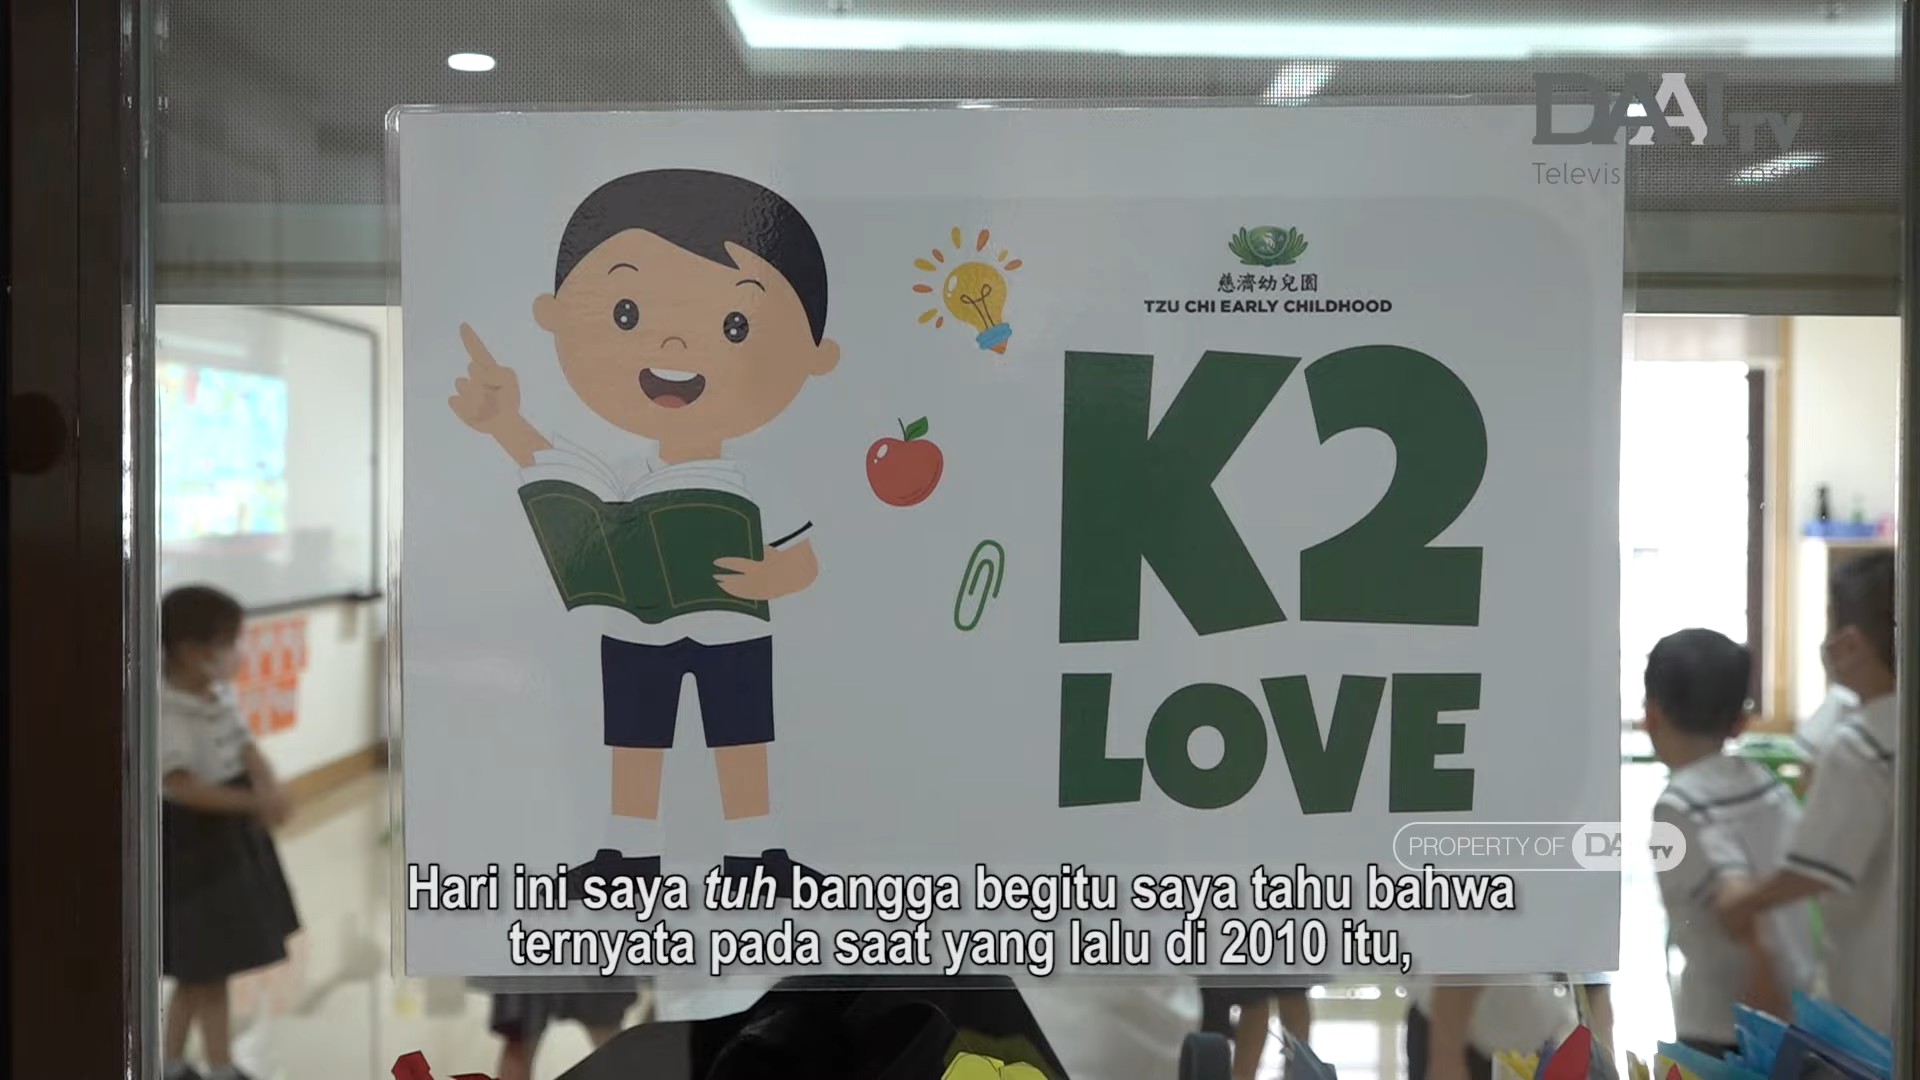 DAAI TV
Televis
慈濟幼兒園
TZU CHI EARLY CHILDHOOD
K2
LOVE
PROPERTY OF DAAI TV
Hari ini saya tuh bangga begitu saya tahu bahwa
ternyata pada saat yang lalu di 2010 itu,